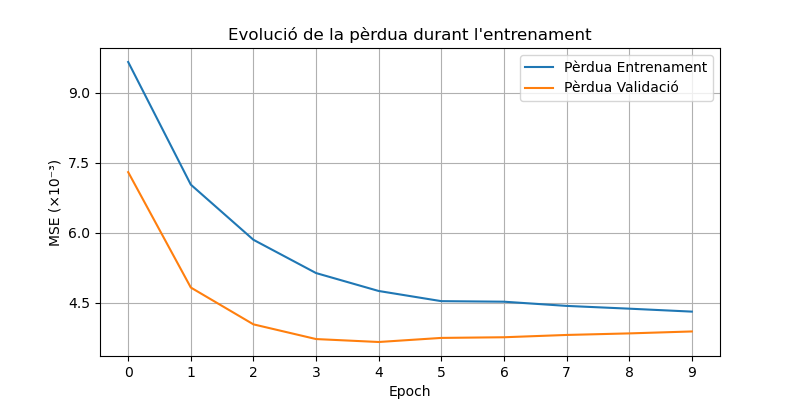 Evolució de la pèrdua durant l'entrenament
Pèrdua Entrenament
Pèrdua Validació
MSE (×10⁻³)
9.0
7.5
6.0
4.5
0 1 2 3 4 5 6 7 8 9
Epoch